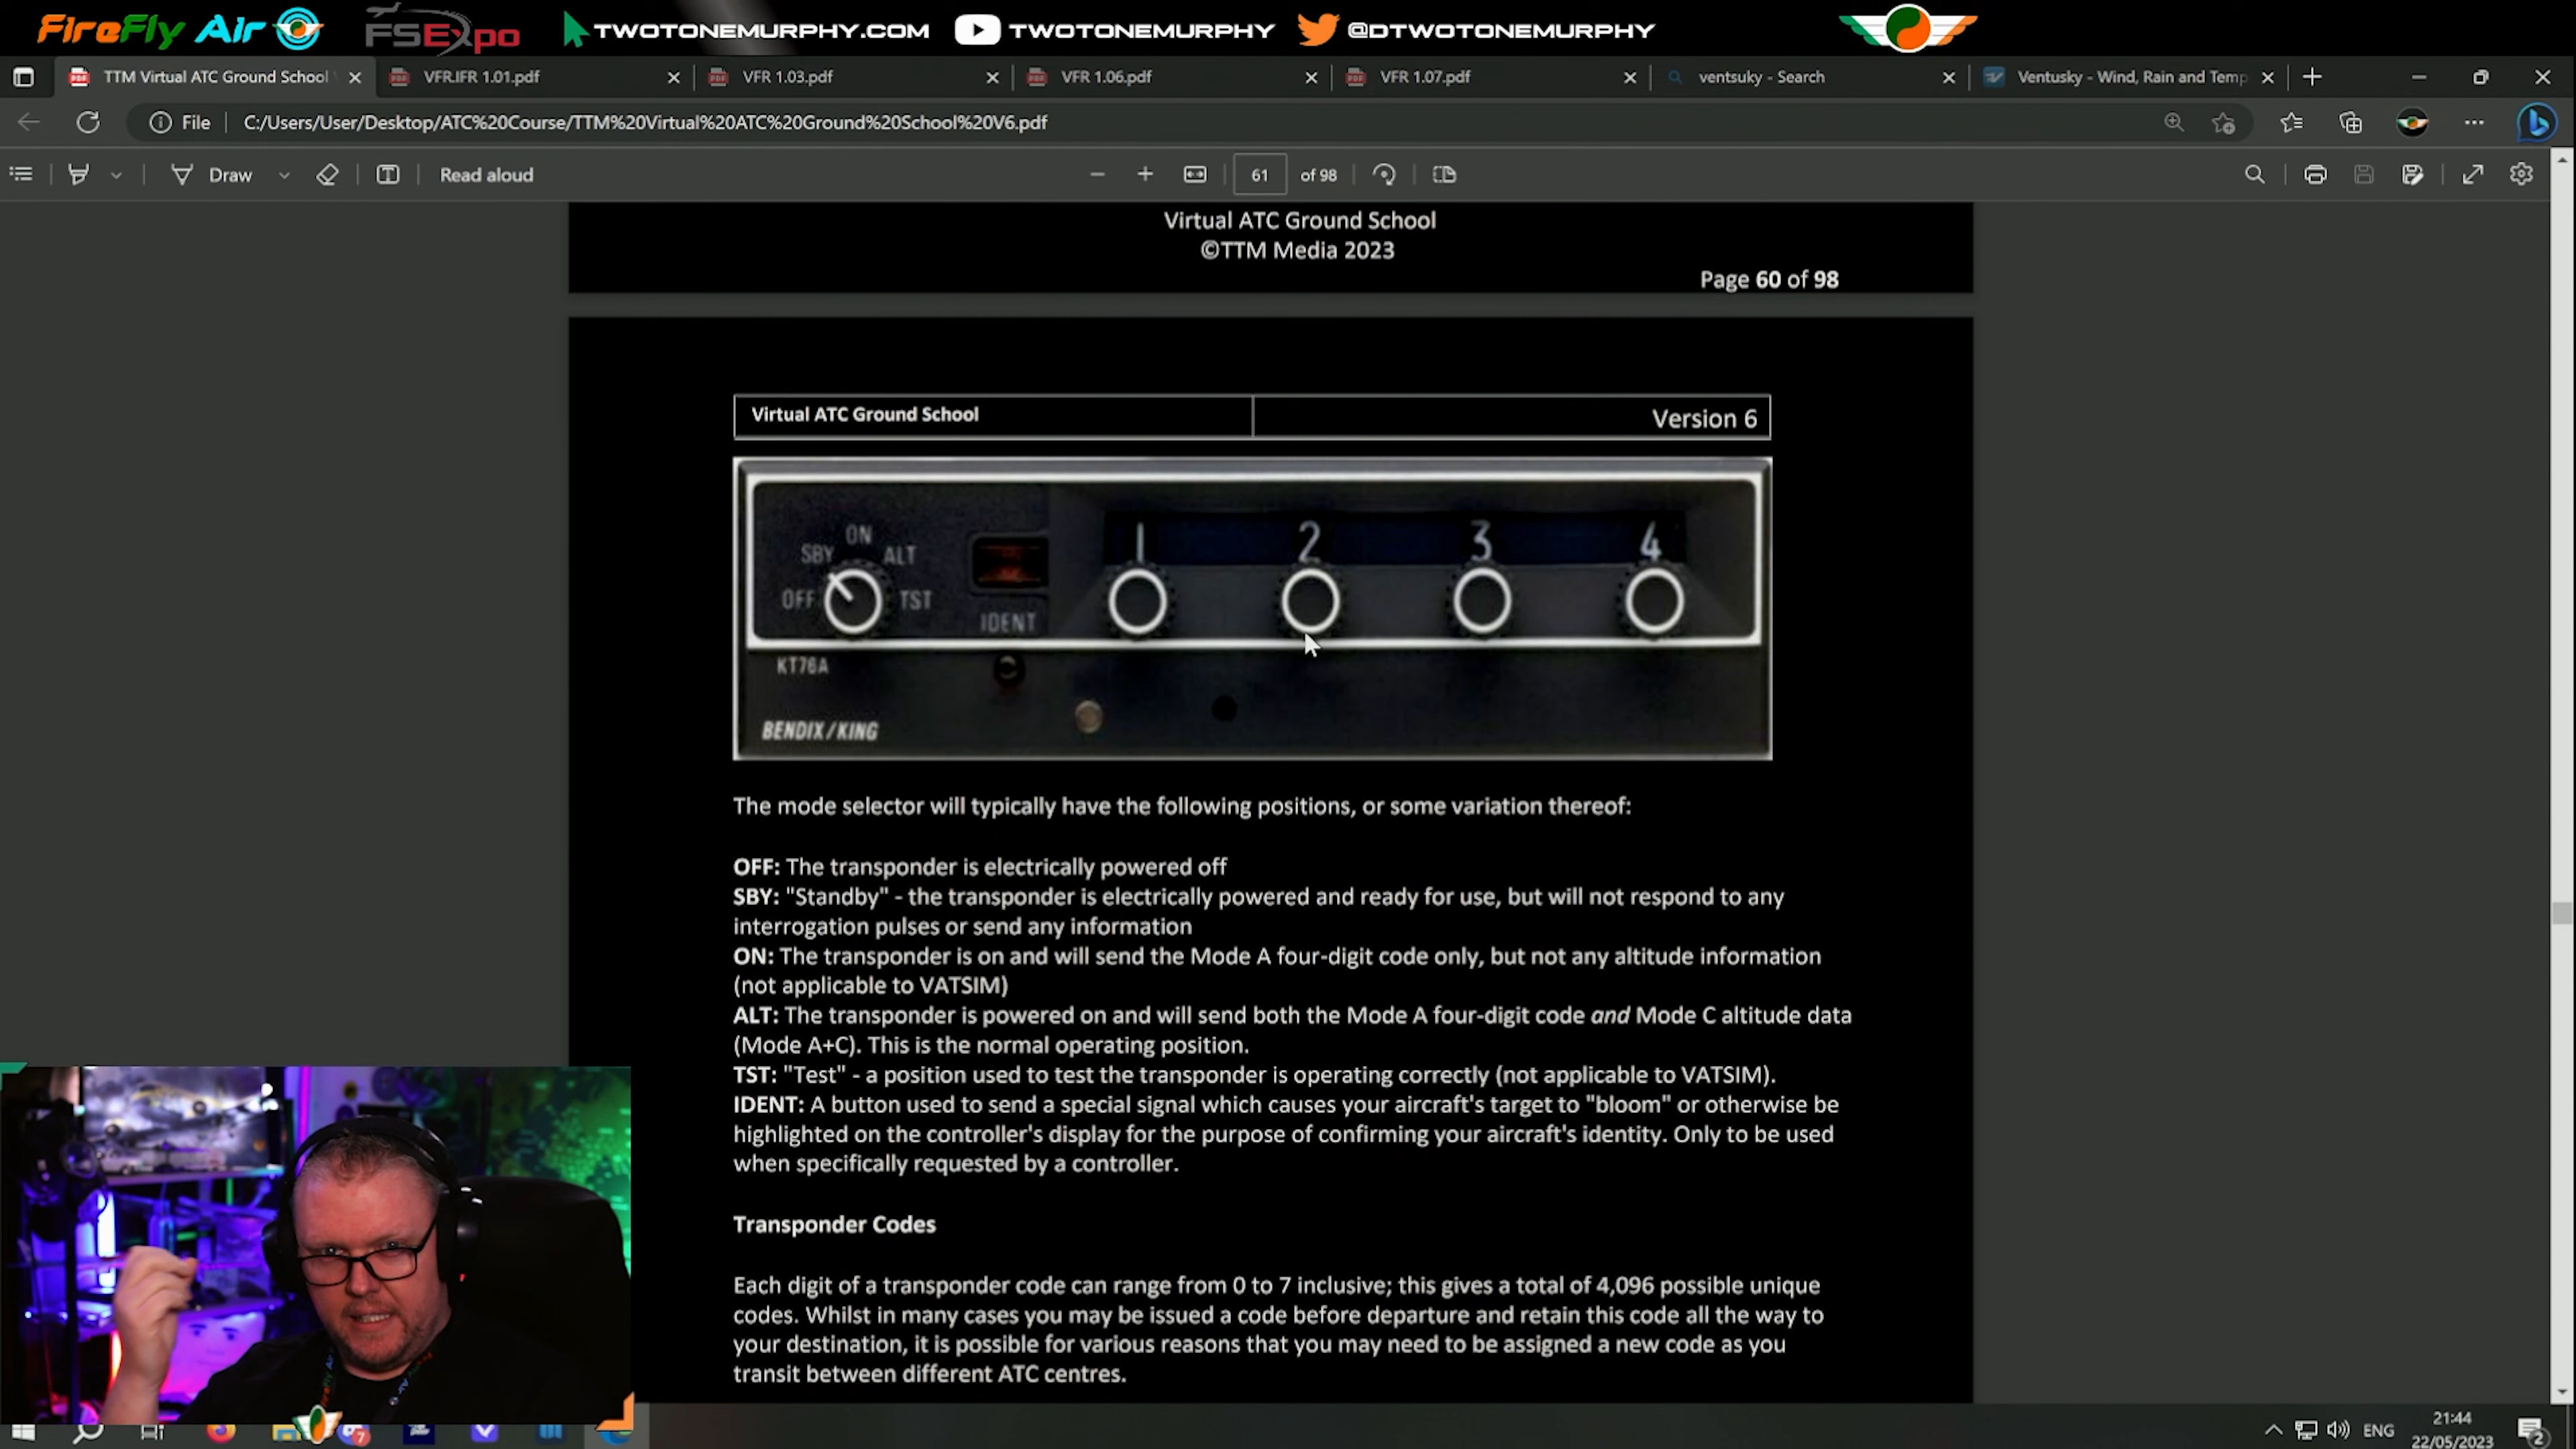 FireFly Air FSExpo TWOTONEMURPHY.COM TWOTONEMURPHY @DTWOTONEMURPHY
TTM Virtual ATC Ground School VFR.IFR 1.01.pdf VFR 1.03.pdf VFR 1.06.pdf VFR 1.07.pdf ventsuky - Search Ventusky - Wind, Rain and Temp
File C:/Users/User/Desktop/ATC%20Course/TTM%20Virtual%20ATC%20Ground%20School%20V6.pdf
Draw Read aloud 61 of 98
Virtual ATC Ground School
©TTM Media 2023
Page 60 of 98
Virtual ATC Ground School Version 6
ON
SBY ALT
1 2 3 4
OFF TST
IDENT
KT76A
BENDIX/KING
The mode selector will typically have the following positions, or some variation thereof:
OFF: The transponder is electrically powered off
SBY: "Standby" - the transponder is electrically powered and ready for use, but will not respond to any
interrogation pulses or send any information
ON: The transponder is on and will send the Mode A four-digit code only, but not any altitude information
(not applicable to VATSIM)
ALT: The transponder is powered on and will send both the Mode A four-digit code and Mode C altitude data
(Mode A+C). This is the normal operating position.
TST: "Test" - a position used to test the transponder is operating correctly (not applicable to VATSIM).
IDENT: A button used to send a special signal which causes your aircraft's target to "bloom" or otherwise be
highlighted on the controller's display for the purpose of confirming your aircraft's identity. Only to be used
when specifically requested by a controller.
Transponder Codes
Each digit of a transponder code can range from 0 to 7 inclusive; this gives a total of 4,096 possible unique
codes. Whilst in many cases you may be issued a code before departure and retain this code all the way to
your destination, it is possible for various reasons that you may need to be assigned a new code as you
transit between different ATC centres.
7
ENG
21:44
22/05/2023
2